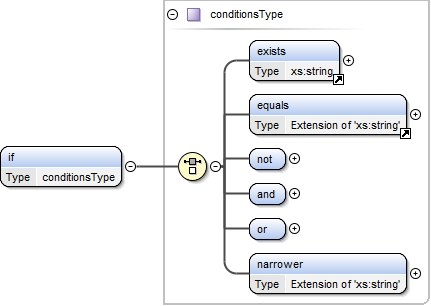 conditionsType
exists
Type xs:string
equals
Type Extension of 'xs:string'
if
Type conditionsType
not
and
or
narrower
Type Extension of 'xs:string'